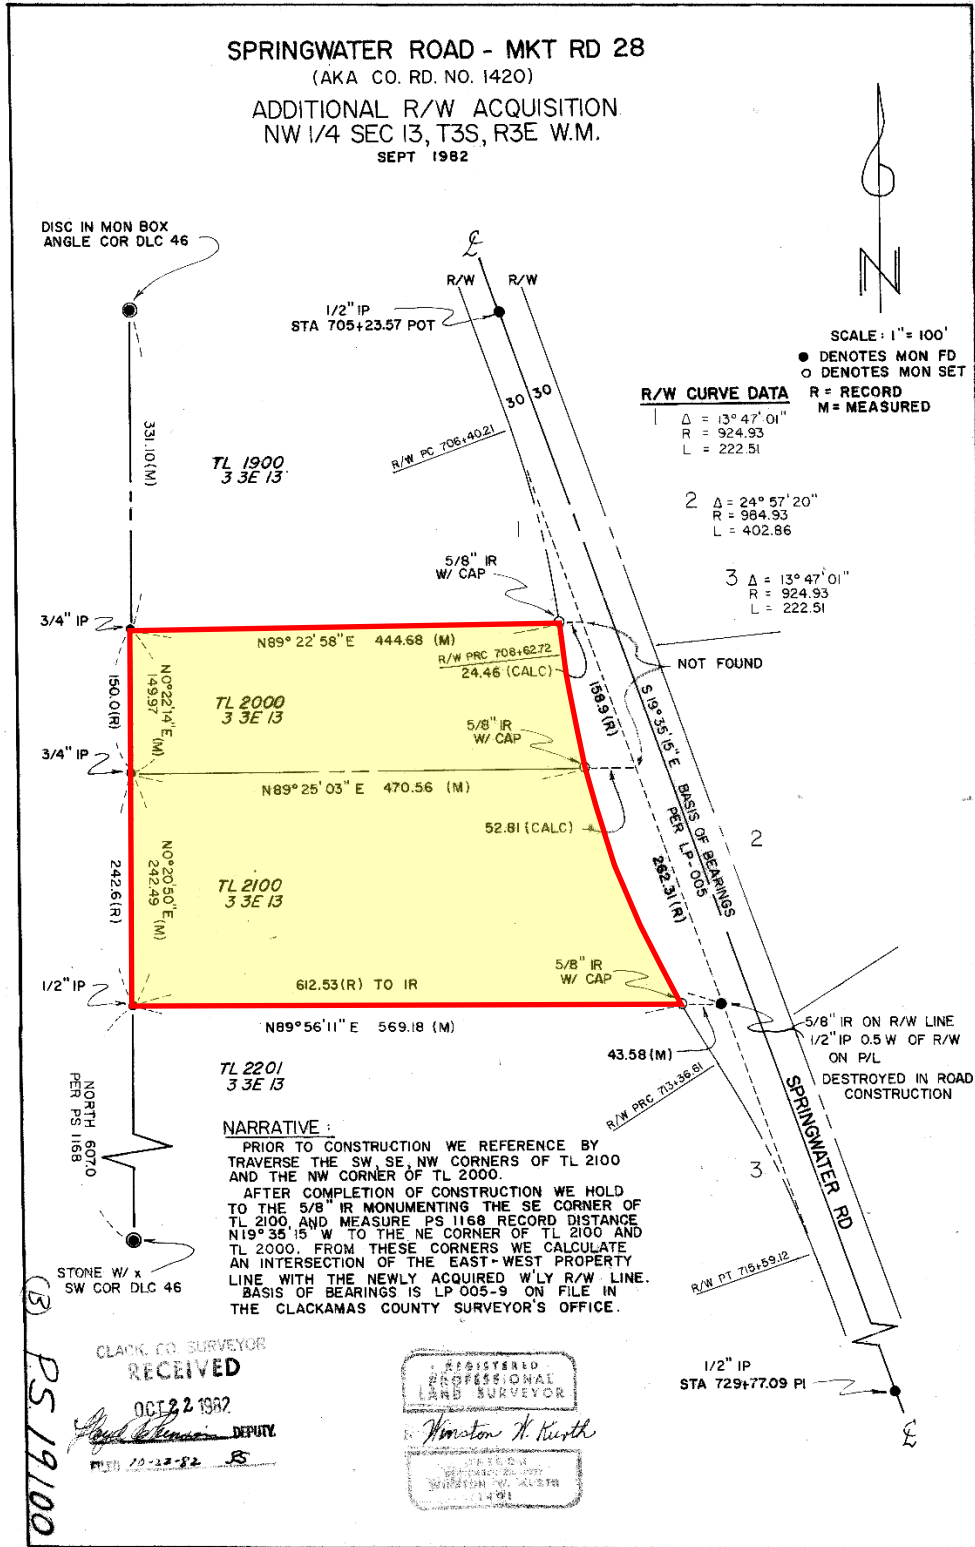 SPRINGWATER ROAD - MKT RD 28
(AKA CO. RD. NO. 1420)
ADDITIONAL R/W ACQUISITION
NW 1/4 SEC 13, T3S, R3E W.M.
SEPT 1982
N
SCALE: 1" = 100'
DENOTES MON FD
DENOTES MON SET
R = RECORD
M = MEASURED
DISC IN MON BOX
ANGLE COR DLC 46
℄
R/W
R/W
1/2" IP
STA 705+23.57 POT
30 30
R/W CURVE DATA
1 Δ = 13° 47' 01"
R = 924.93
L = 222.51
2 Δ = 24° 57' 20"
R = 984.93
L = 402.86
3 Δ = 13° 47' 01"
R = 924.93
L = 222.51
331.10 (M)
TL 1900
3 3E 13
R/W PC 706+40.21
1
5/8" IR
W/ CAP
3/4" IP
N89° 22' 58" E 444.68 (M)
R/W PRC 708+62.72
24.46 (CALC)
NOT FOUND
150.0 (R)
N0°22'14"E
149.97 (M)
TL 2000
3 3E 13
158.9 (R)
S 19° 35' 15" E BASIS OF BEARINGS
PER LP-005
5/8" IR
W/ CAP
3/4" IP
N89° 25' 03" E 470.56 (M)
52.81 (CALC)
2
242.6 (R)
N0°20'50"E
242.49 (M)
TL 2100
3 3E 13
262.31 (R)
5/8" IR
W/ CAP
1/2" IP
612.53 (R) TO IR
N89° 56' 11" E 569.18 (M)
43.58 (M)
5/8" IR ON R/W LINE
1/2" IP 0.5 W OF R/W
ON P/L
DESTROYED IN ROAD
CONSTRUCTION
TL 2201
3 3E 13
R/W PRC 713+36.61
SPRINGWATER RD
3
NORTH 607.0
PER PS 1168
NARRATIVE:
PRIOR TO CONSTRUCTION WE REFERENCE BY
TRAVERSE THE SW, SE, NW CORNERS OF TL 2100
AND THE NW CORNER OF TL 2000.
AFTER COMPLETION OF CONSTRUCTION WE HOLD
TO THE 5/8" IR MONUMENTING THE SE CORNER OF
TL 2100, AND MEASURE PS 1168 RECORD DISTANCE
N19° 35' 15" W TO THE NE CORNER OF TL 2100 AND
TL 2000. FROM THESE CORNERS WE CALCULATE
AN INTERSECTION OF THE EAST-WEST PROPERTY
LINE WITH THE NEWLY ACQUIRED W'LY R/W LINE.
BASIS OF BEARINGS IS LP 005-9 ON FILE IN
THE CLACKAMAS COUNTY SURVEYOR'S OFFICE.
STONE W/ x
SW COR DLC 46
R/W PT 715+59.12
1/2" IP
STA 729+77.09 PI
℄
CLACK. CO. SURVEYOR
RECEIVED
OCT 22 1982
DEPUTY
FILED 10-22-82
REGISTERED
PROFESSIONAL
LAND SURVEYOR
Winston W. Kurth
OREGON
WINSTON W. KURTH
1491
(B) PS 19100